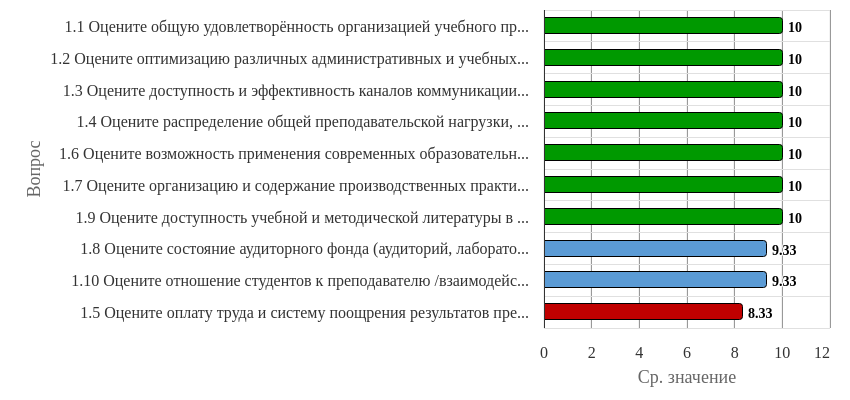 1.1 Оцените общую удовлетворённость организацией учебного пр... 10
1.2 Оцените оптимизацию различных административных и учебных... 10
1.3 Оцените доступность и эффективность каналов коммуникации... 10
1.4 Оцените распределение общей преподавательской нагрузки, ... 10
1.6 Оцените возможность применения современных образовательн... 10
1.7 Оцените организацию и содержание производственных практи... 10
1.9 Оцените доступность учебной и методической литературы в ... 10
1.8 Оцените состояние аудиторного фонда (аудиторий, лаборато... 9.33
1.10 Оцените отношение студентов к преподавателю /взаимодейс... 9.33
1.5 Оцените оплату труда и систему поощрения результатов пре... 8.33
Вопрос
0 2 4 6 8 10 12
Ср. значение